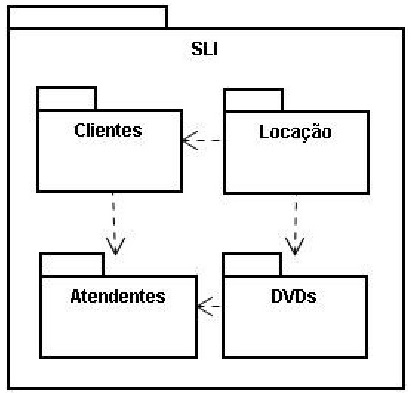 SLI
Clientes
Locação
Atendentes
DVDs